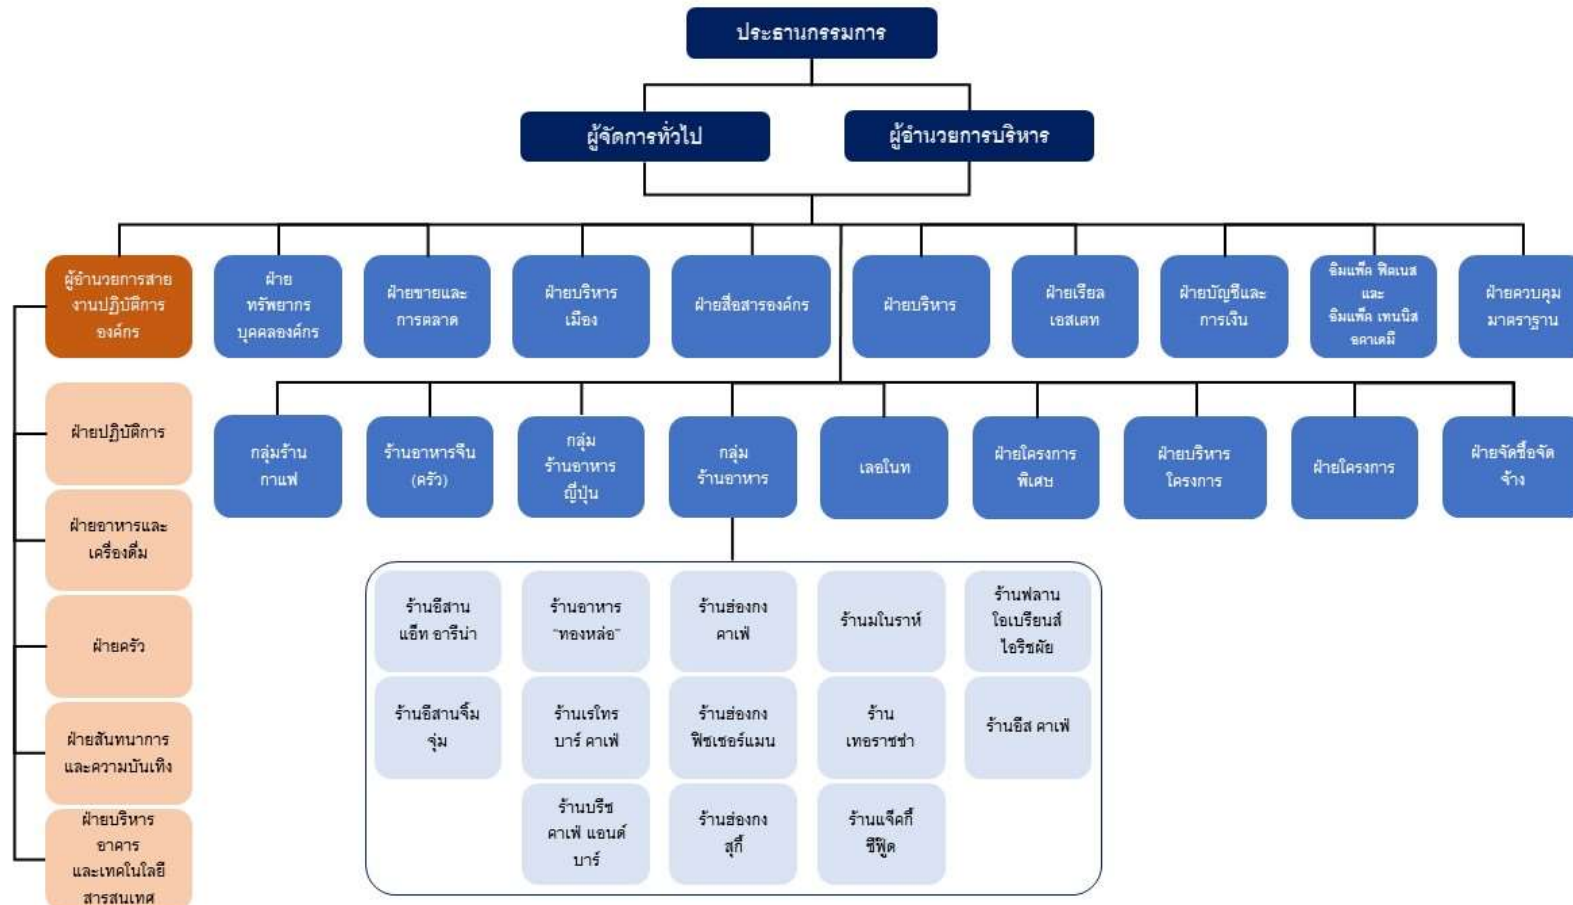 ประธานกรรมการ
ผู้จัดการทั่วไป
ผู้อำนวยการบริหาร
ผู้อำนวยการสาย
งานปฏิบัติการ
องค์กร
ฝ่าย
ทรัพยากร
บุคคลองค์กร
ฝ่ายขายและ
การตลาด
ฝ่ายบริหาร
เมือง
ฝ่ายสื่อสารองค์กร
ฝ่ายบริหาร
ฝ่ายเรียล
เอสเตท
ฝ่ายบัญชีและ
การเงิน
อิมแพ็ค ฟิตเนส
และ
อิมแพ็ค เทนนิส
อคาเดมี
ฝ่ายควบคุม
มาตราฐาน
ฝ่ายปฏิบัติการ
ฝ่ายอาหารและ
เครื่องดื่ม
ฝ่ายครัว
ฝ่ายสันทนาการ
และความบันเทิง
ฝ่ายบริหาร
อาคาร
และเทคโนโลยี
สารสนเทศ
กลุ่มร้าน
กาแฟ
ร้านอาหารจีน
(ครัว)
กลุ่ม
ร้านอาหาร
ญี่ปุ่น
กลุ่ม
ร้านอาหาร
เลอโนท
ฝ่ายโครงการ
พิเศษ
ฝ่ายบริหาร
โครงการ
ฝ่ายโครงการ
ฝ่ายจัดซื้อจัด
จ้าง
ร้านอีสาน
แอ็ท อารีน่า
ร้านอาหาร
"ทองหล่อ"
ร้านฮ่องกง
คาเฟ่
ร้านมโนราห์
ร้านฟลาน
โอเบรียนส์
ไอริชผับ
ร้านอีสานจิ้ม
จุ่ม
ร้านเรโทร
บาร์ คาเฟ่
ร้านฮ่องกง
ฟิชเชอร์แมน
ร้าน
เทอราซซ่า
ร้านอีส คาเฟ่
ร้านบรีซ
คาเฟ่ แอนด์
บาร์
ร้านฮ่องกง
สุกี้
ร้านแจ็คกี้
ซีฟู๊ด